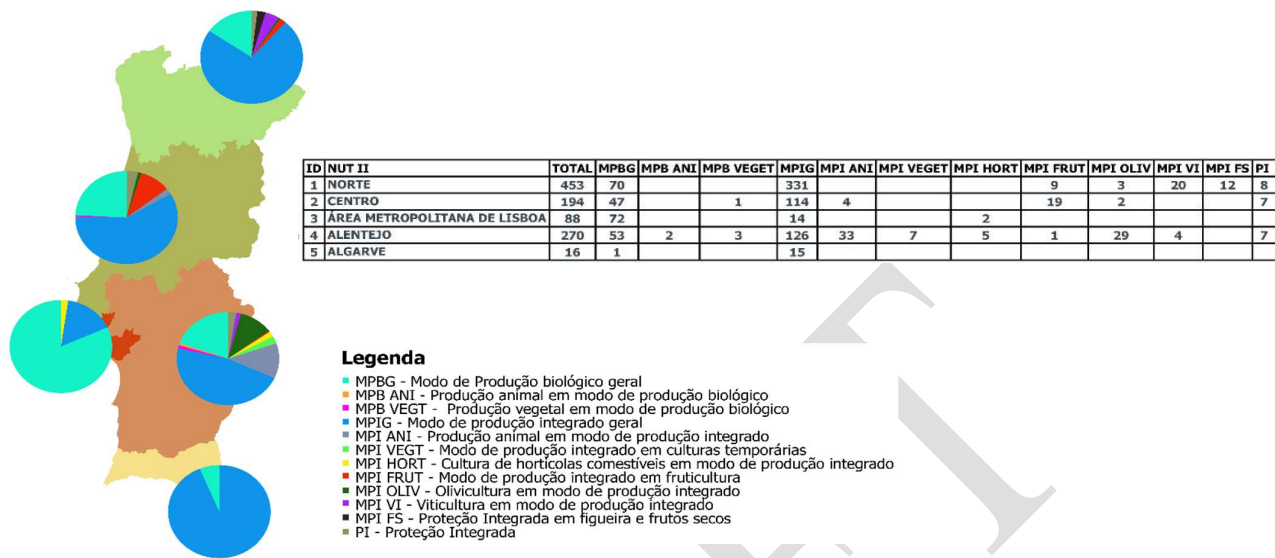 ID NUT II TOTAL MPBG MPB ANI MPB VEGET MPIG MPI ANI MPI VEGET MPI HORT MPI FRUT MPI OLIV MPI VI MPI FS PI
1 NORTE 453 70 331 9 3 20 12 8
2 CENTRO 194 47 1 114 4 19 2 7
3 ÁREA METROPOLITANA DE LISBOA 88 72 14 2
4 ALENTEJO 270 53 2 3 126 33 7 5 1 29 4 7
5 ALGARVE 16 1 15
Legenda
MPBG - Modo de Produção biológico geral
MPB ANI - Produção animal em modo de produção biológico
MPB VEGT - Produção vegetal em modo de produção biológico
MPIG - Modo de produção integrado geral
MPI ANI - Produção animal em modo de produção integrado
MPI VEGT - Modo de produção integrado em culturas temporárias
MPI HORT - Cultura de hortícolas comestíveis em modo de produção integrado
MPI FRUT - Modo de produção integrado em fruticultura
MPI OLIV - Olivicultura em modo de produção integrado
MPI VI - Viticultura em modo de produção integrado
MPI FS - Proteção Integrada em figueira e frutos secos
PI - Proteção Integrada